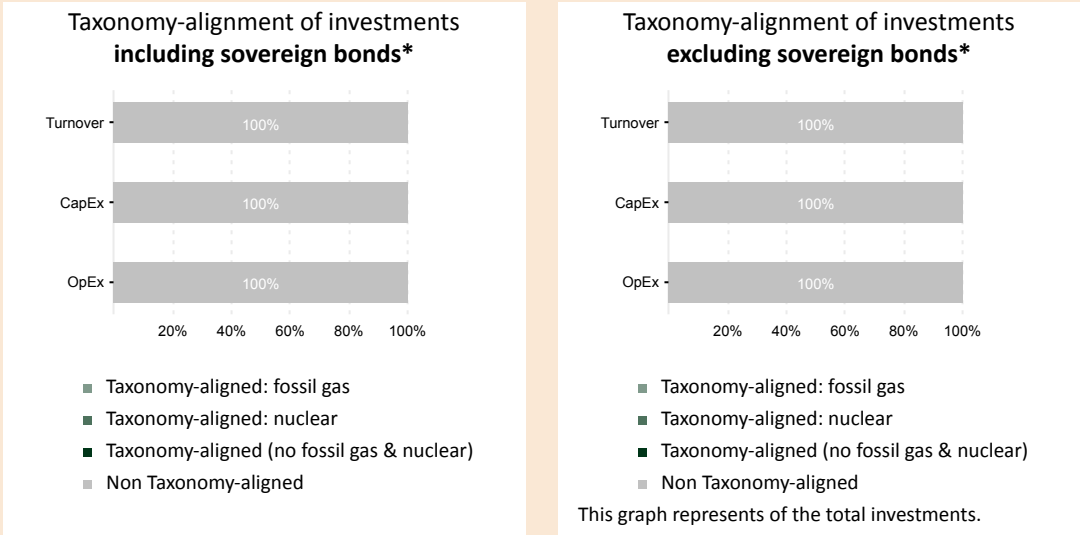 Taxonomy-alignment of investments
including sovereign bonds*
Turnover
100%
CapEx
100%
OpEx
100%
20% 40% 60% 80% 100%
Taxonomy-aligned: fossil gas
Taxonomy-aligned: nuclear
Taxonomy-aligned (no fossil gas & nuclear)
Non Taxonomy-aligned
Taxonomy-alignment of investments
excluding sovereign bonds*
Turnover
100%
CapEx
100%
OpEx
100%
20% 40% 60% 80% 100%
Taxonomy-aligned: fossil gas
Taxonomy-aligned: nuclear
Taxonomy-aligned (no fossil gas & nuclear)
Non Taxonomy-aligned
This graph represents of the total investments.